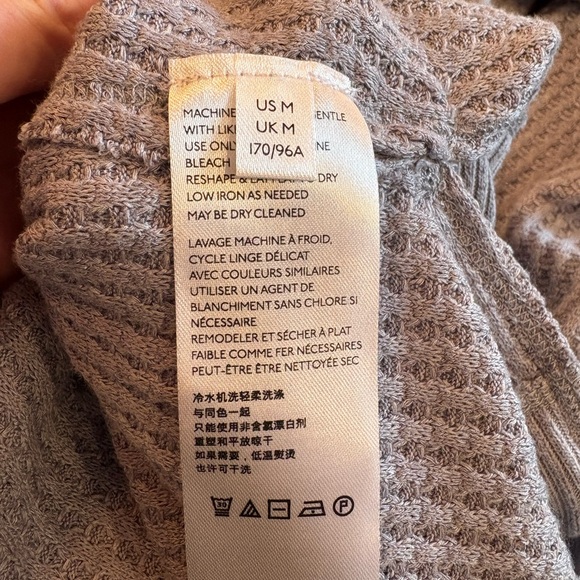 US M
UK M
170/96A
MACHINE ENTLE
WITH LIK
USE ONLY NE
BLEACH
RESHAPE & DRY
LOW IRON AS NEEDED
MAY BE DRY CLEANED
LAVAGE MACHINE À FROID,
CYCLE LINGE DÉLICAT
AVEC COULEURS SIMILAIRES
UTILISER UN AGENT DE
BLANCHIMENT SANS CHLORE SI
NÉCESSAIRE
REMODELER ET SÉCHER À PLAT
FAIBLE COMME FER NÉCESSAIRES
PEUT-ÊTRE ÊTRE NETTOYÉE SEC
冷水机洗轻柔洗涤
与同色一起
只能使用非含氯漂白剂
重塑和平放晾干
如果需要，低温熨烫
也许可干洗
30 P